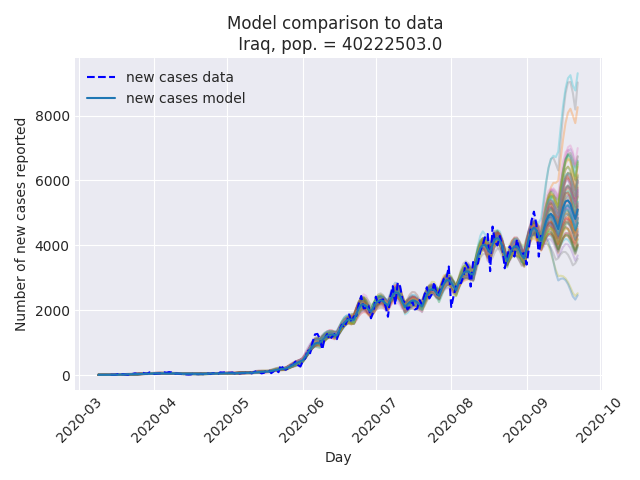 Model comparison to data
Iraq, pop. = 40222503.0
new cases data
new cases model
Number of new cases reported
8000
6000
4000
2000
0
2020-03
2020-04
2020-05
2020-06
2020-07
2020-08
2020-09
2020-10
Day